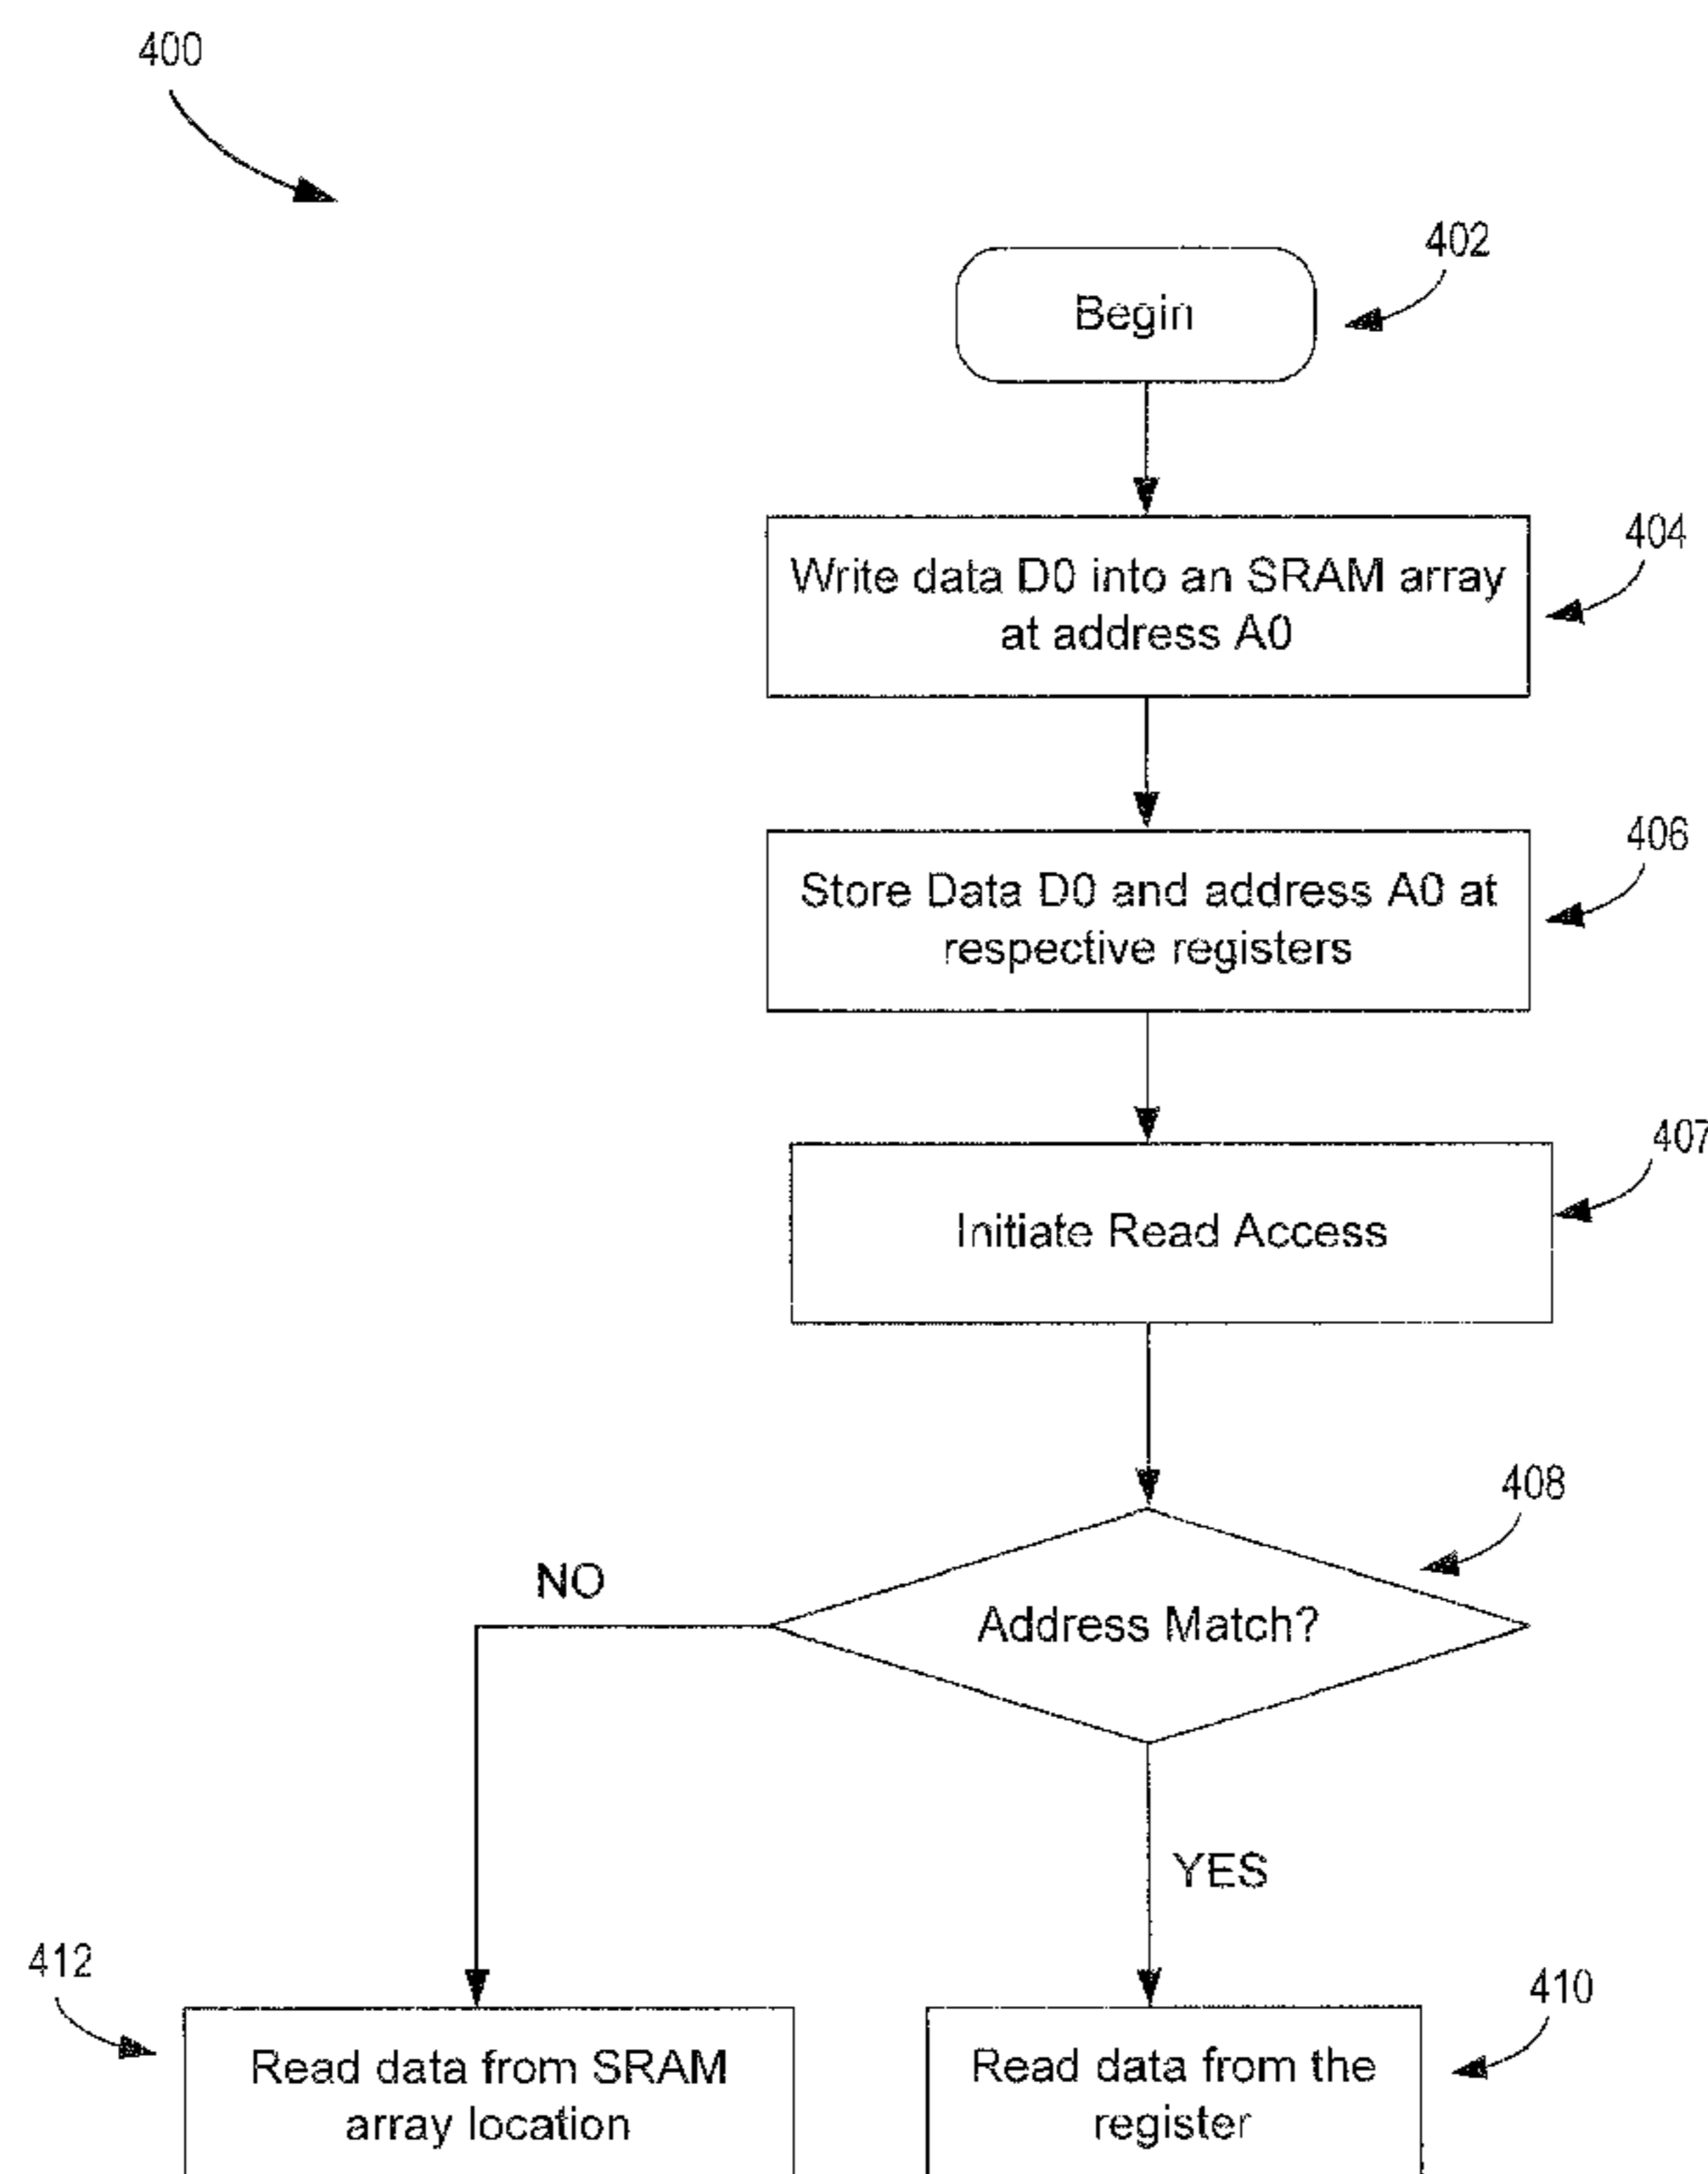 400
402
Begin
404
Write data D0 into an SRAM array
at address A0
406
Store Data D0 and address A0 at
respective registers
407
Initiate Read Access
408
NO
Address Match?
YES
412
410
Read data from SRAM
array location
Read data from the
register